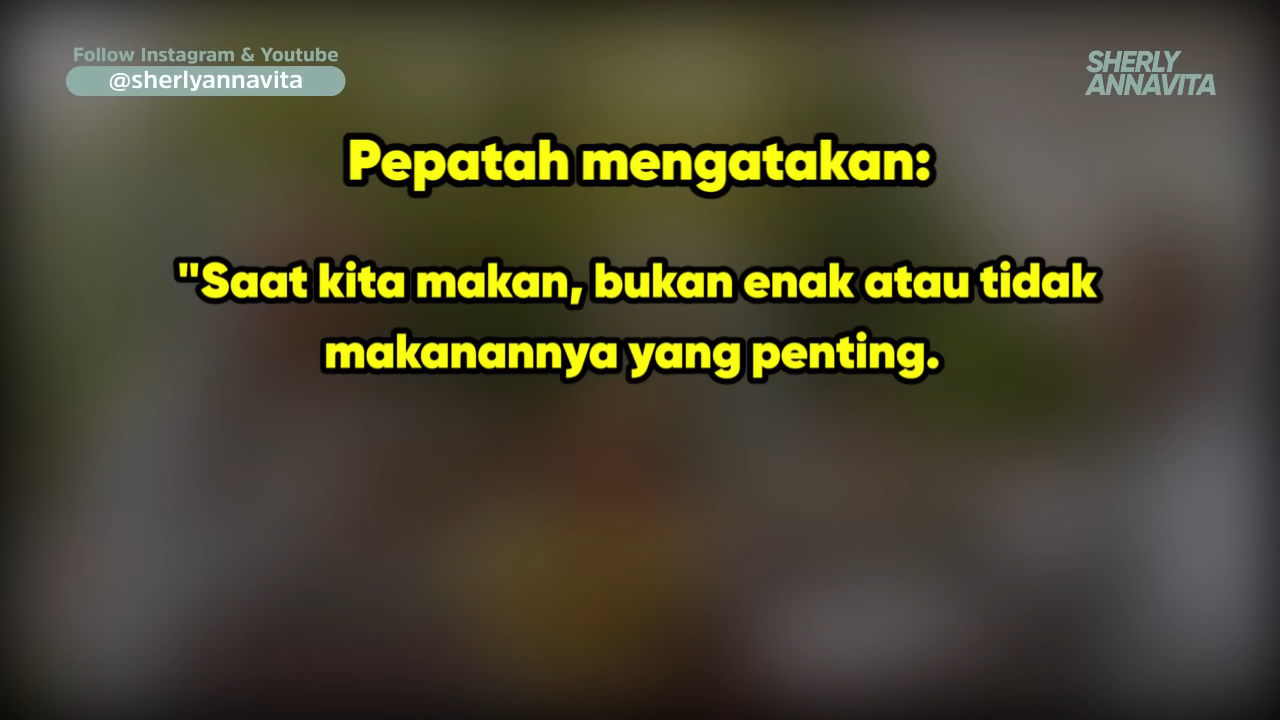 Follow Instagram & Youtube
@sherlyannavita
SHERLY
ANNAVITA
Pepatah mengatakan:
"Saat kita makan, bukan enak atau tidak
makanannya yang penting.